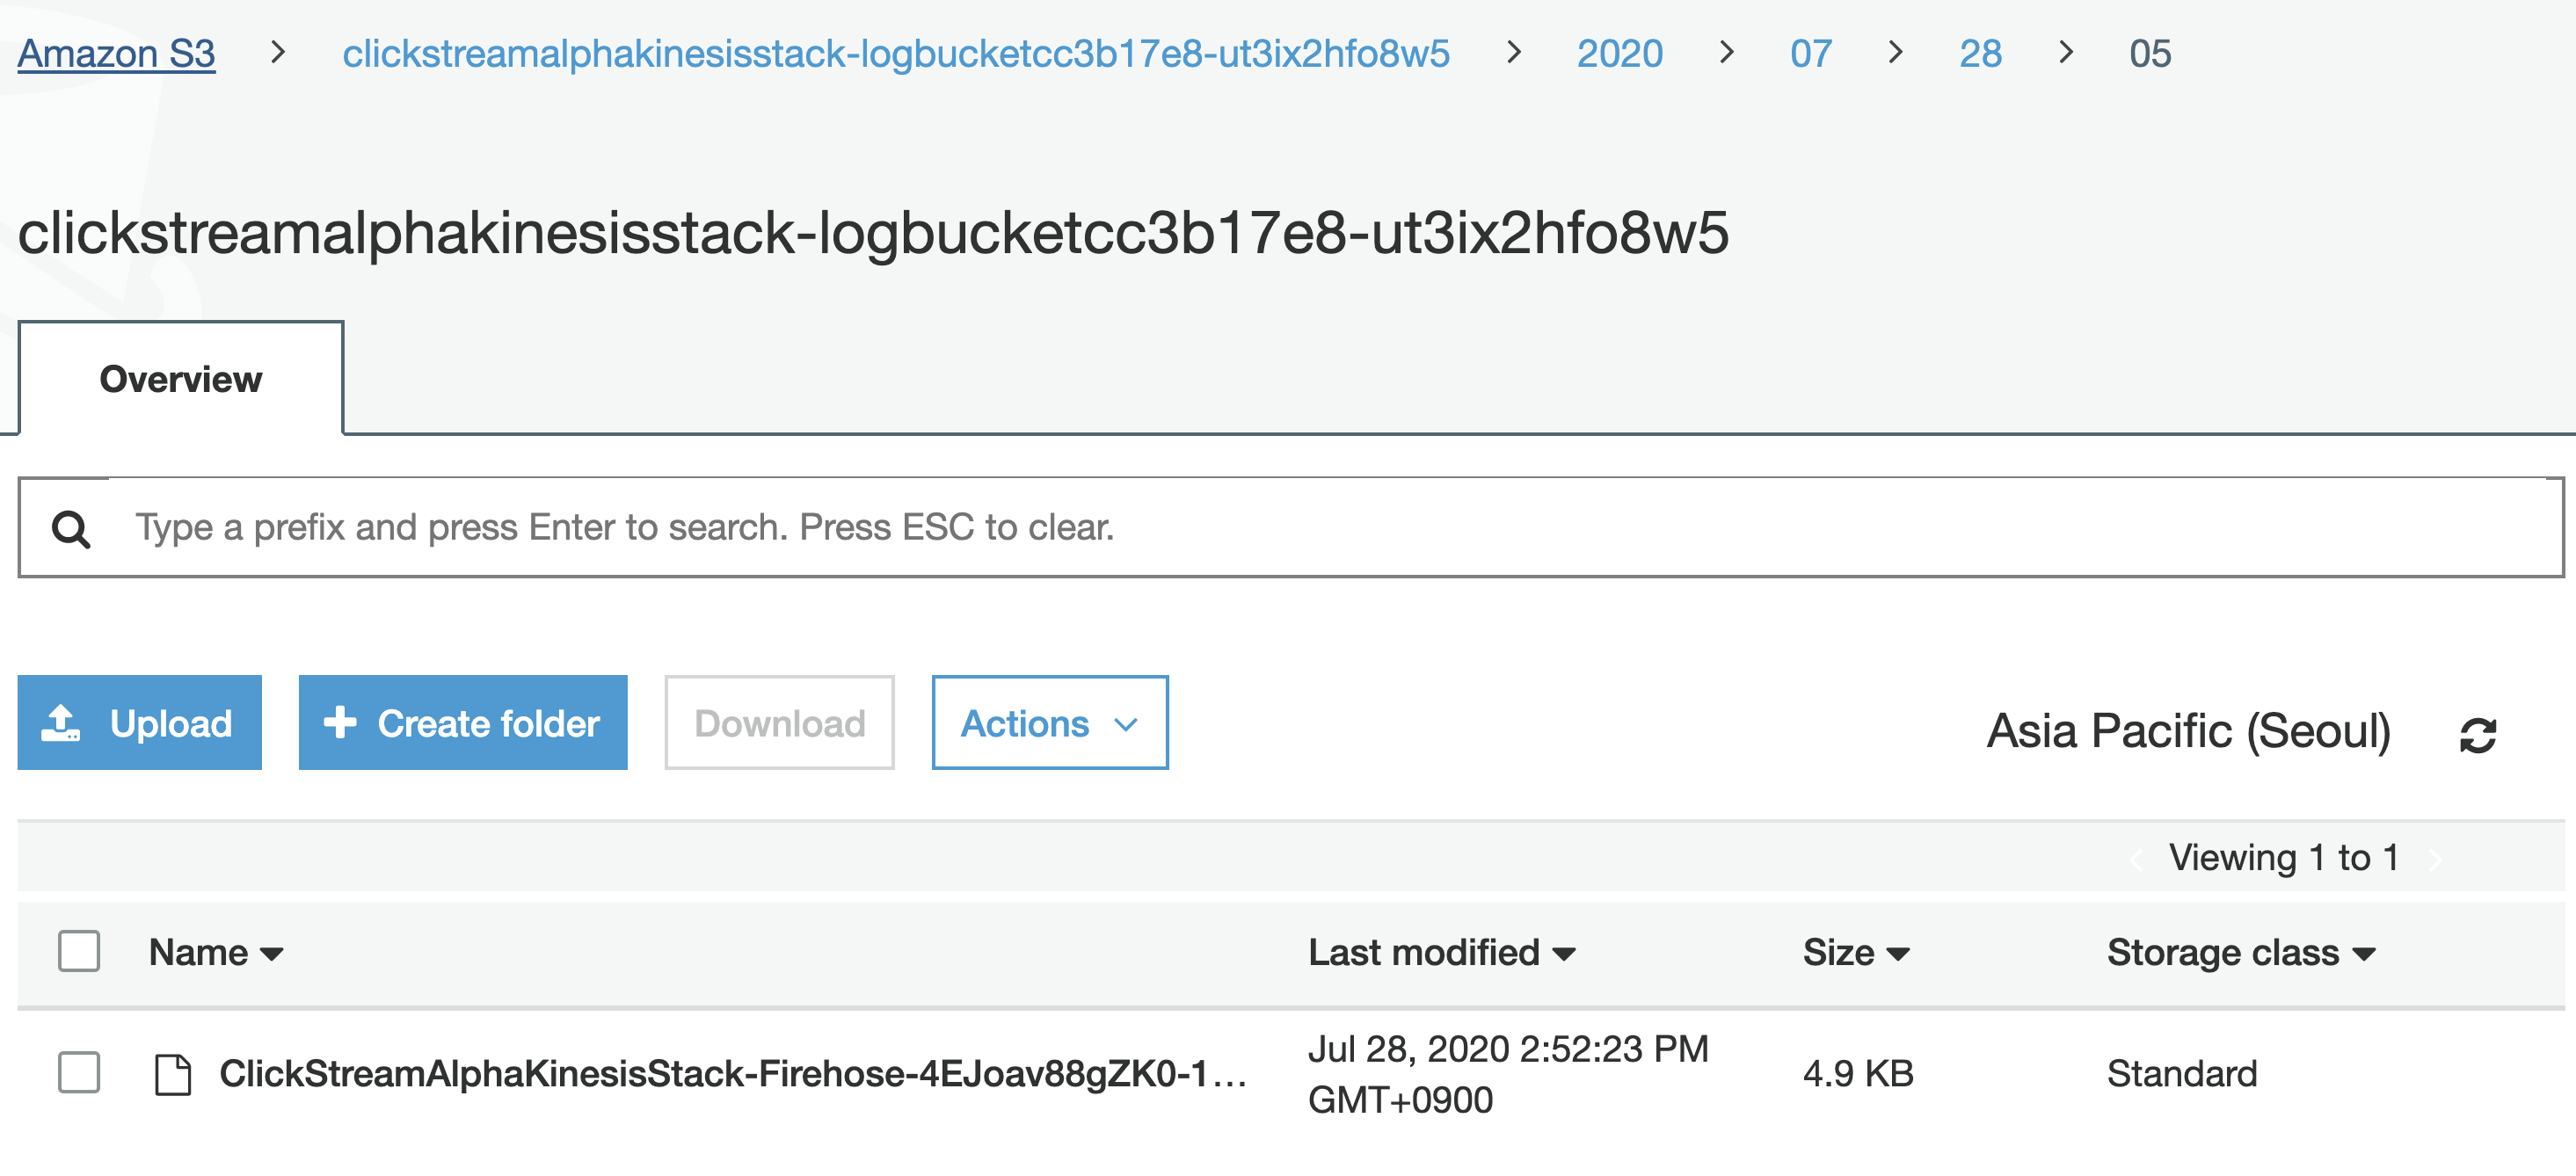 Amazon S3 > clickstreamalphakinesisstack-logbucketcc3b17e8-ut3ix2hfo8w5 > 2020 > 07 > 28 > 05
clickstreamalphakinesisstack-logbucketcc3b17e8-ut3ix2hfo8w5
Overview
Type a prefix and press Enter to search. Press ESC to clear.
Upload Create folder Download Actions Asia Pacific (Seoul)
Viewing 1 to 1
Name Last modified Size Storage class
ClickStreamAlphaKinesisStack-Firehose-4EJoav88gZK0-1... Jul 28, 2020 2:52:23 PM 4.9 KB Standard
GMT+0900